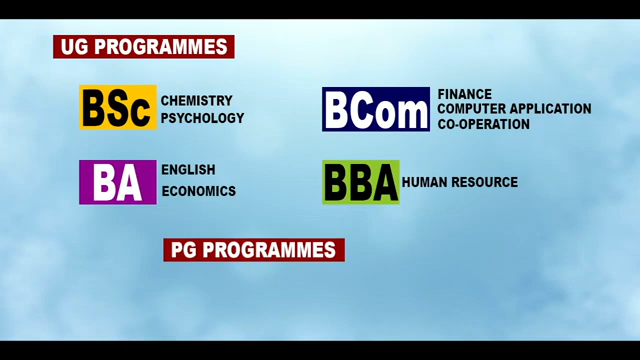 UG PROGRAMMES
BSc
CHEMISTRY
PSYCHOLOGY
BCom
FINANCE
COMPUTER APPLICATION
CO-OPERATION
BA
ENGLISH
ECONOMICS
BBA
HUMAN RESOURCE
PG PROGRAMMES